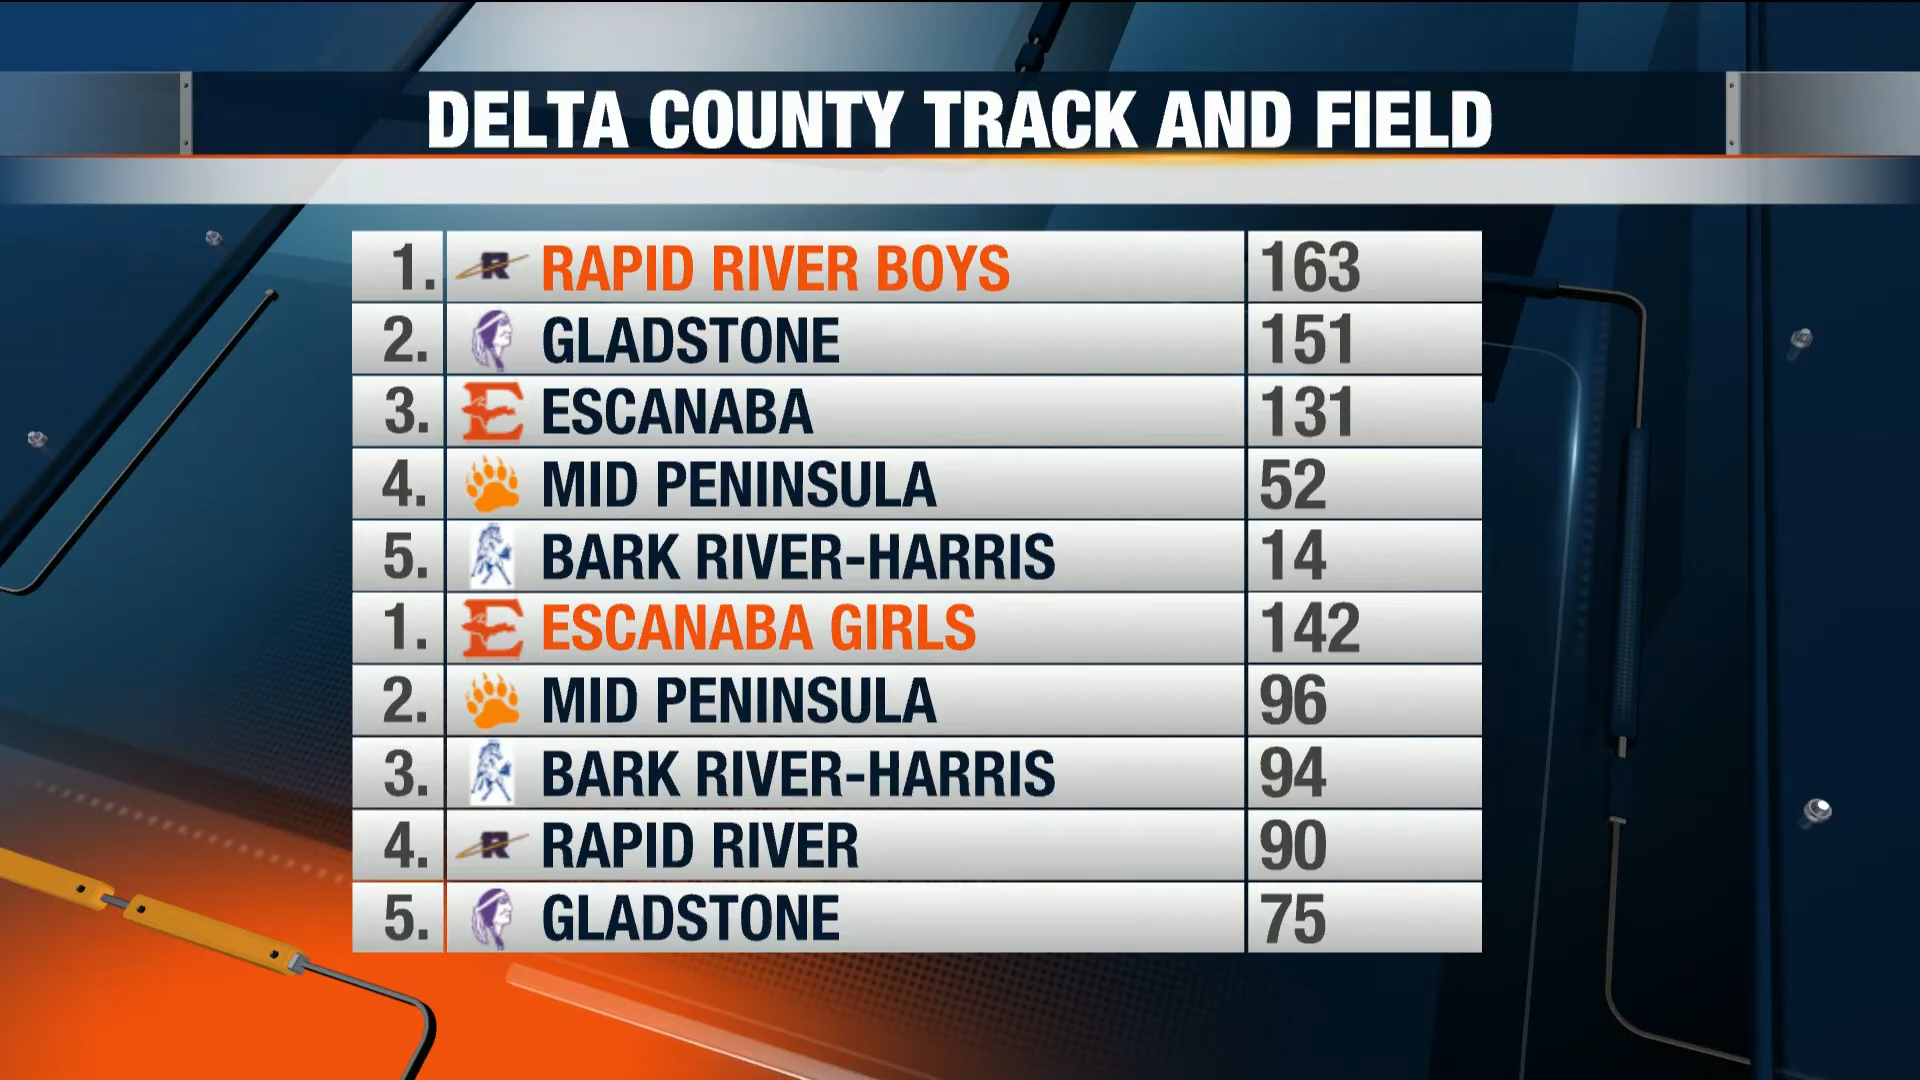 DELTA COUNTY TRACK AND FIELD
1. R RAPID RIVER BOYS 163
2. GLADSTONE 151
3. E ESCANABA 131
4. MID PENINSULA 52
5. BARK RIVER-HARRIS 14
1. E ESCANABA GIRLS 142
2. MID PENINSULA 96
3. BARK RIVER-HARRIS 94
4. R RAPID RIVER 90
5. GLADSTONE 75